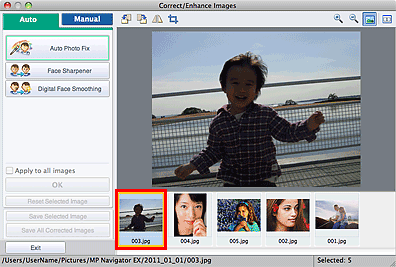 Correct/Enhance Images
Auto
Manual
Auto Photo Fix
Face Sharpener
Digital Face Smoothing
Apply to all images
OK
Reset Selected Image
Save Selected Image
Save All Corrected Images
Exit
003.jpg
004.jpg
005.jpg
002.jpg
001.jpg
/Users/UserName/Pictures/MP Navigator EX/2011_01_01/003.jpg
Selected: 5